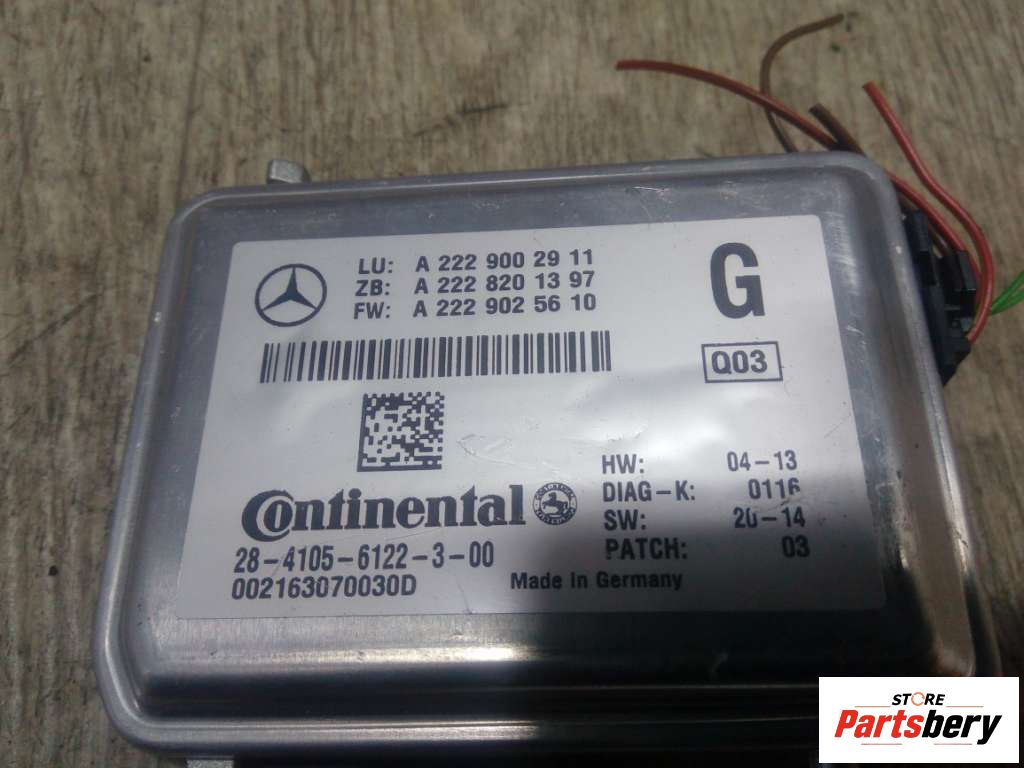 LU: A 222 900 29 11
ZB: A 222 820 13 97
FW: A 222 902 56 10
G
Q03
HW: 04-13
DIAG-K: 0116
SW: 20-14
PATCH: 03
Continental
28-4105-6122-3-00
002163070030D
Made in Germany
STORE
Partsbery